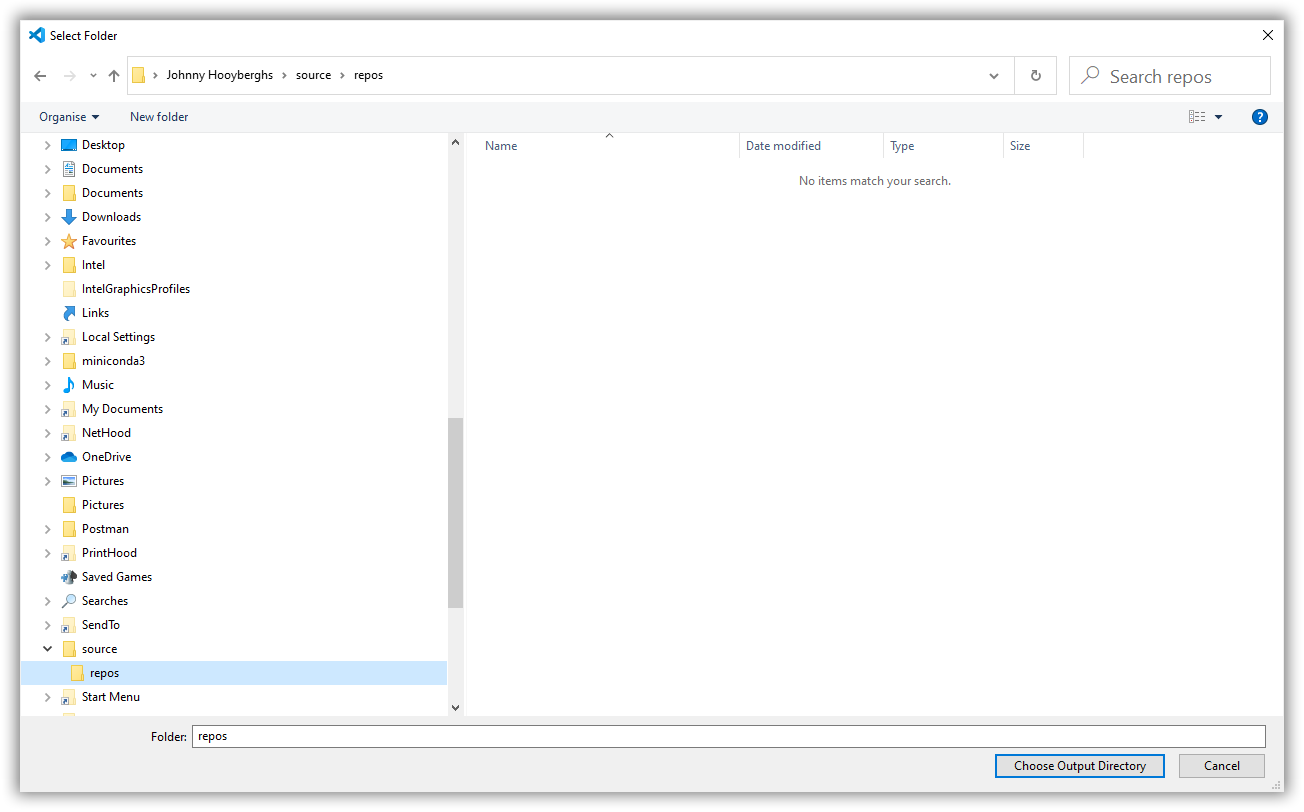 Select Folder
Johnny Hooyberghs > source > repos
Search repos
Organise New folder ?
Name Date modified Type Size
No items match your search.
Desktop
Documents
Documents
Downloads
Favourites
Intel
IntelGraphicsProfiles
Links
Local Settings
miniconda3
Music
My Documents
NetHood
OneDrive
Pictures
Pictures
Postman
PrintHood
Saved Games
Searches
SendTo
source
repos
Start Menu
Folder: repos
Choose Output Directory Cancel